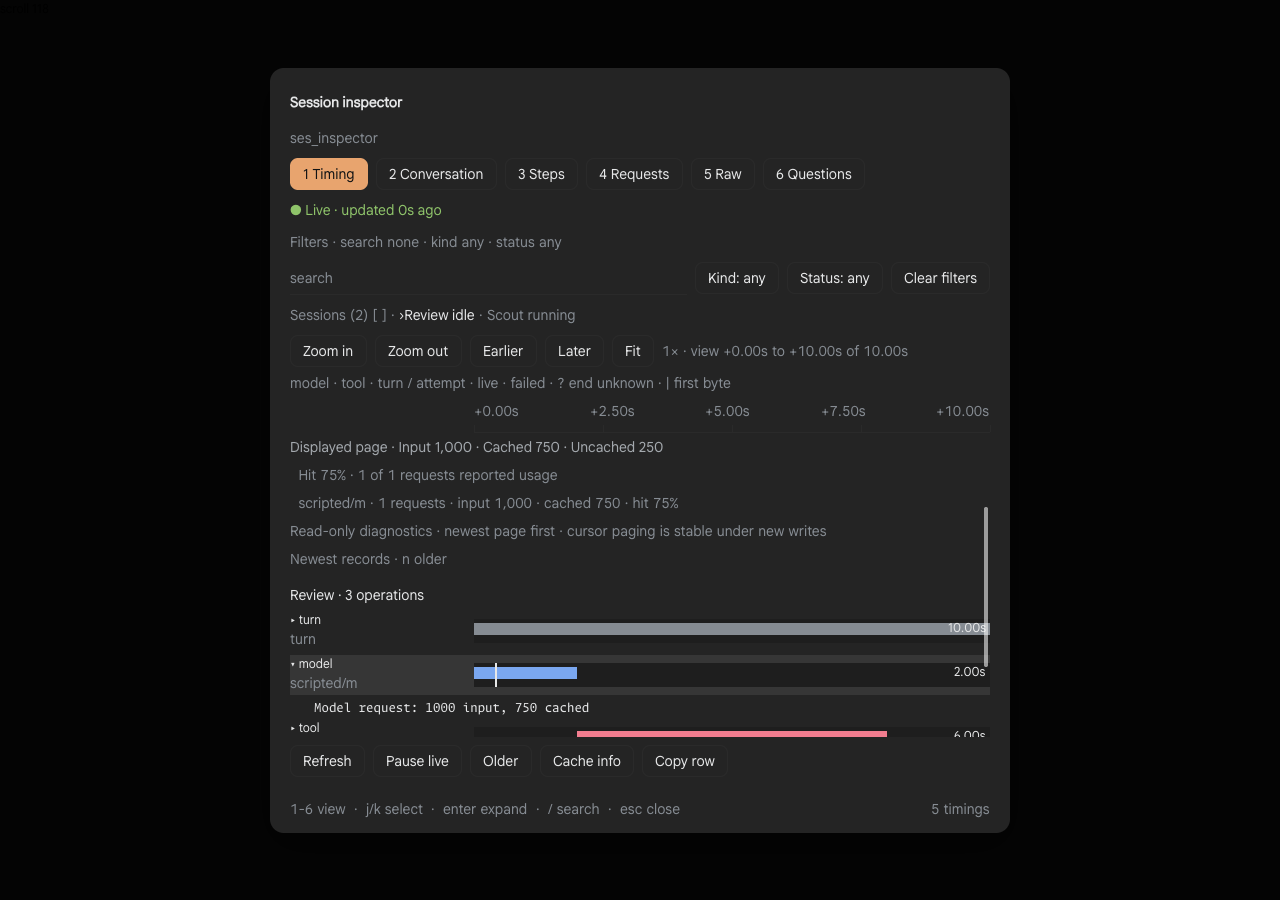 Session inspector
ses_inspector
1 Timing 2 Conversation 3 Steps 4 Requests 5 Raw 6 Questions
● Live · updated 0s ago
Filters · search none · kind any · status any
search Kind: any Status: any Clear filters
Sessions (2) [ ] · ›Review idle · Scout running
Zoom in Zoom out Earlier Later Fit 1× · view +0.00s to +10.00s of 10.00s
model · tool · turn / attempt · live · failed · ? end unknown · | first byte
+0.00s +2.50s +5.00s +7.50s +10.00s
Displayed page · Input 1,000 · Cached 750 · Uncached 250
Hit 75% · 1 of 1 requests reported usage
scripted/m · 1 requests · input 1,000 · cached 750 · hit 75%
Read-only diagnostics · newest page first · cursor paging is stable under new writes
Newest records · n older
Review · 3 operations
▸ turn
turn 10.00s
▾ model
scripted/m 2.00s
Model request: 1000 input, 750 cached
▸ tool 6.00s
Refresh Pause live Older Cache info Copy row
1-6 view · j/k select · enter expand · / search · esc close 5 timings